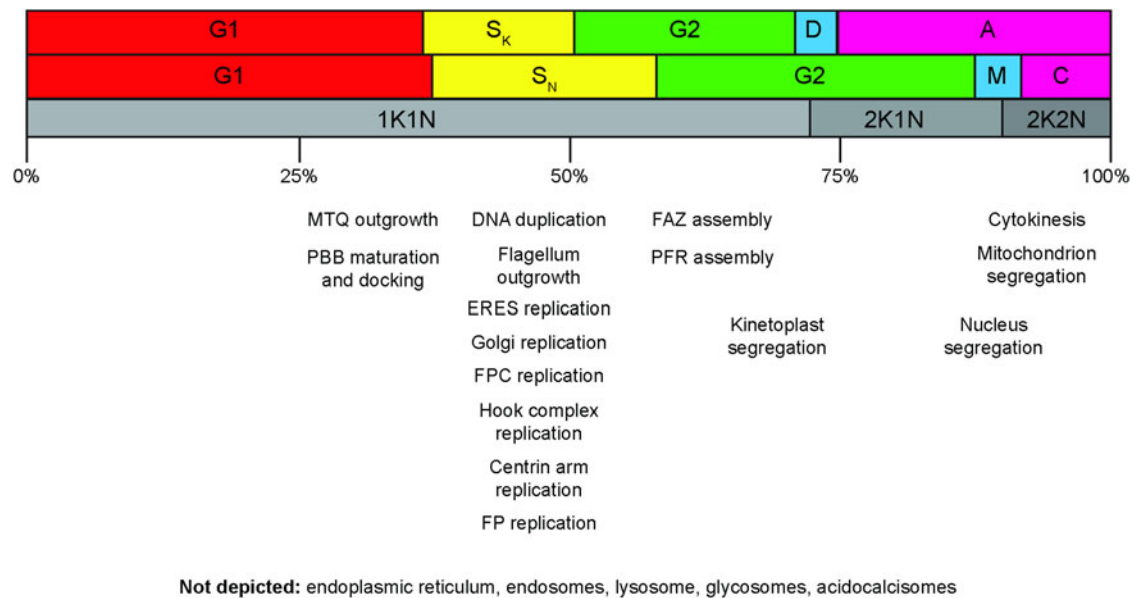 G1 S_K G2 D A
G1 S_N G2 M C
1K1N 2K1N 2K2N
0% 25% 50% 75% 100%
MTQ outgrowth
PBB maturation
and docking
DNA duplication
Flagellum
outgrowth
ERES replication
Golgi replication
FPC replication
Hook complex
replication
Centrin arm
replication
FP replication
FAZ assembly
PFR assembly
Kinetoplast
segregation
Cytokinesis
Mitochondrion
segregation
Nucleus
segregation
Not depicted: endoplasmic reticulum, endosomes, lysosome, glycosomes, acidocalcisomes